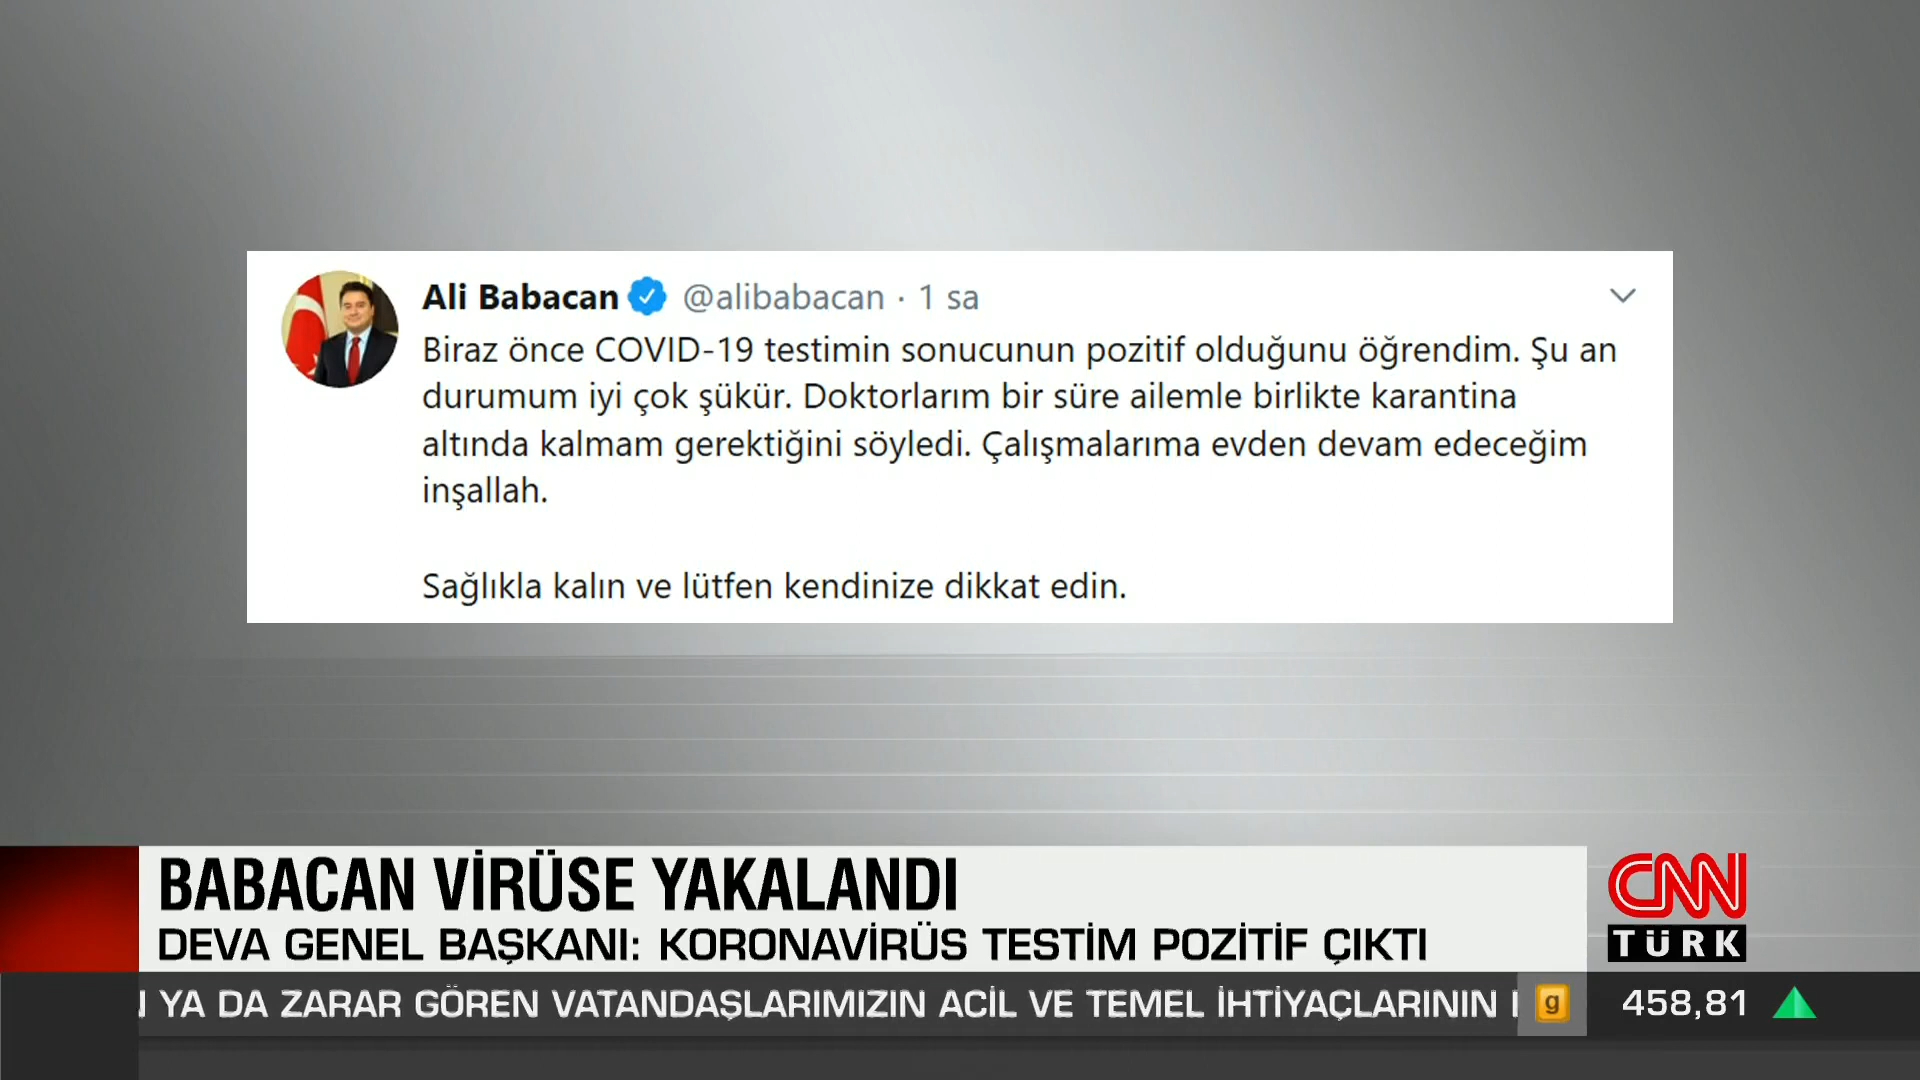 Ali Babacan @alibabacan · 1 sa
Biraz önce COVID-19 testimin sonucunun pozitif olduğunu öğrendim. Şu an
durumum iyi çok şükür. Doktorlarım bir süre ailemle birlikte karantina
altında kalmam gerektiğini söyledi. Çalışmalarıma evden devam edeceğim
inşallah.
Sağlıkla kalın ve lütfen kendinize dikkat edin.
BABACAN VİRÜSE YAKALANDI
DEVA GENEL BAŞKANI: KORONAVİRÜS TESTİM POZİTİF ÇIKTI
CNN
TÜRK
YA DA ZARAR GÖREN VATANDAŞLARIMIZIN ACİL VE TEMEL İHTİYAÇLARININ
g 458,81